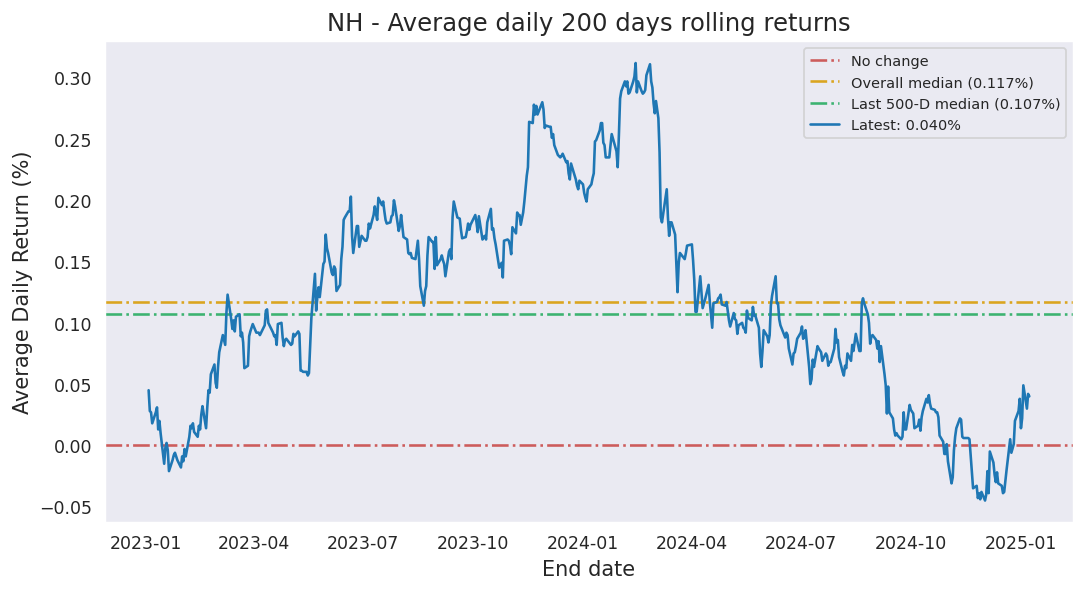 NH - Average daily 200 days rolling returns
No change
Overall median (0.117%)
Last 500-D median (0.107%)
Latest: 0.040%
Average Daily Return (%)
0.30
0.25
0.20
0.15
0.10
0.05
0.00
−0.05
2023-01 2023-04 2023-07 2023-10 2024-01 2024-04 2024-07 2024-10 2025-01
End date